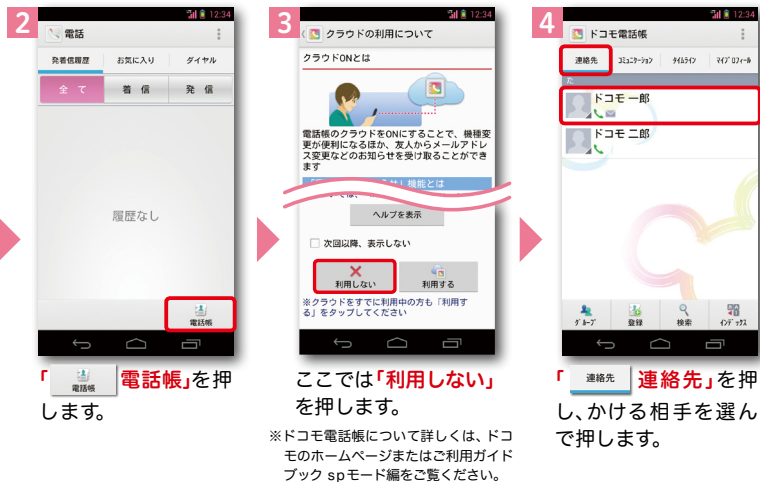 2
12:34
電話
発着信履歴 お気に入り ダイヤル
全 て 着 信 発 信
履歴なし
電話帳
「電話帳 電話帳」を押
します。
3
12:34
クラウドの利用について
クラウドONとは
電話帳のクラウドをONにすることで、機種変
更が便利になるほか、友人からメールアドレ
ス変更などのお知らせを受け取ることができ
ます
機能とは
ヘルプを表示
次回以降、表示しない
利用しない 利用する
※クラウドをすでに利用中の方も「利用す
る」をタップしてください
ここでは「利用しない」
を押します。
※ドコモ電話帳について詳しくは、ドコ
モのホームページまたはご利用ガイド
ブック spモード編をご覧ください。
4
12:34
ドコモ電話帳
連絡先 コミュニケーション タイムライン マイプロフィール
た
ドコモ 一郎
ドコモ 二郎
グループ 登録 検索 インデックス
「連絡先 連絡先」を押
し、かける相手を選ん
で押します。